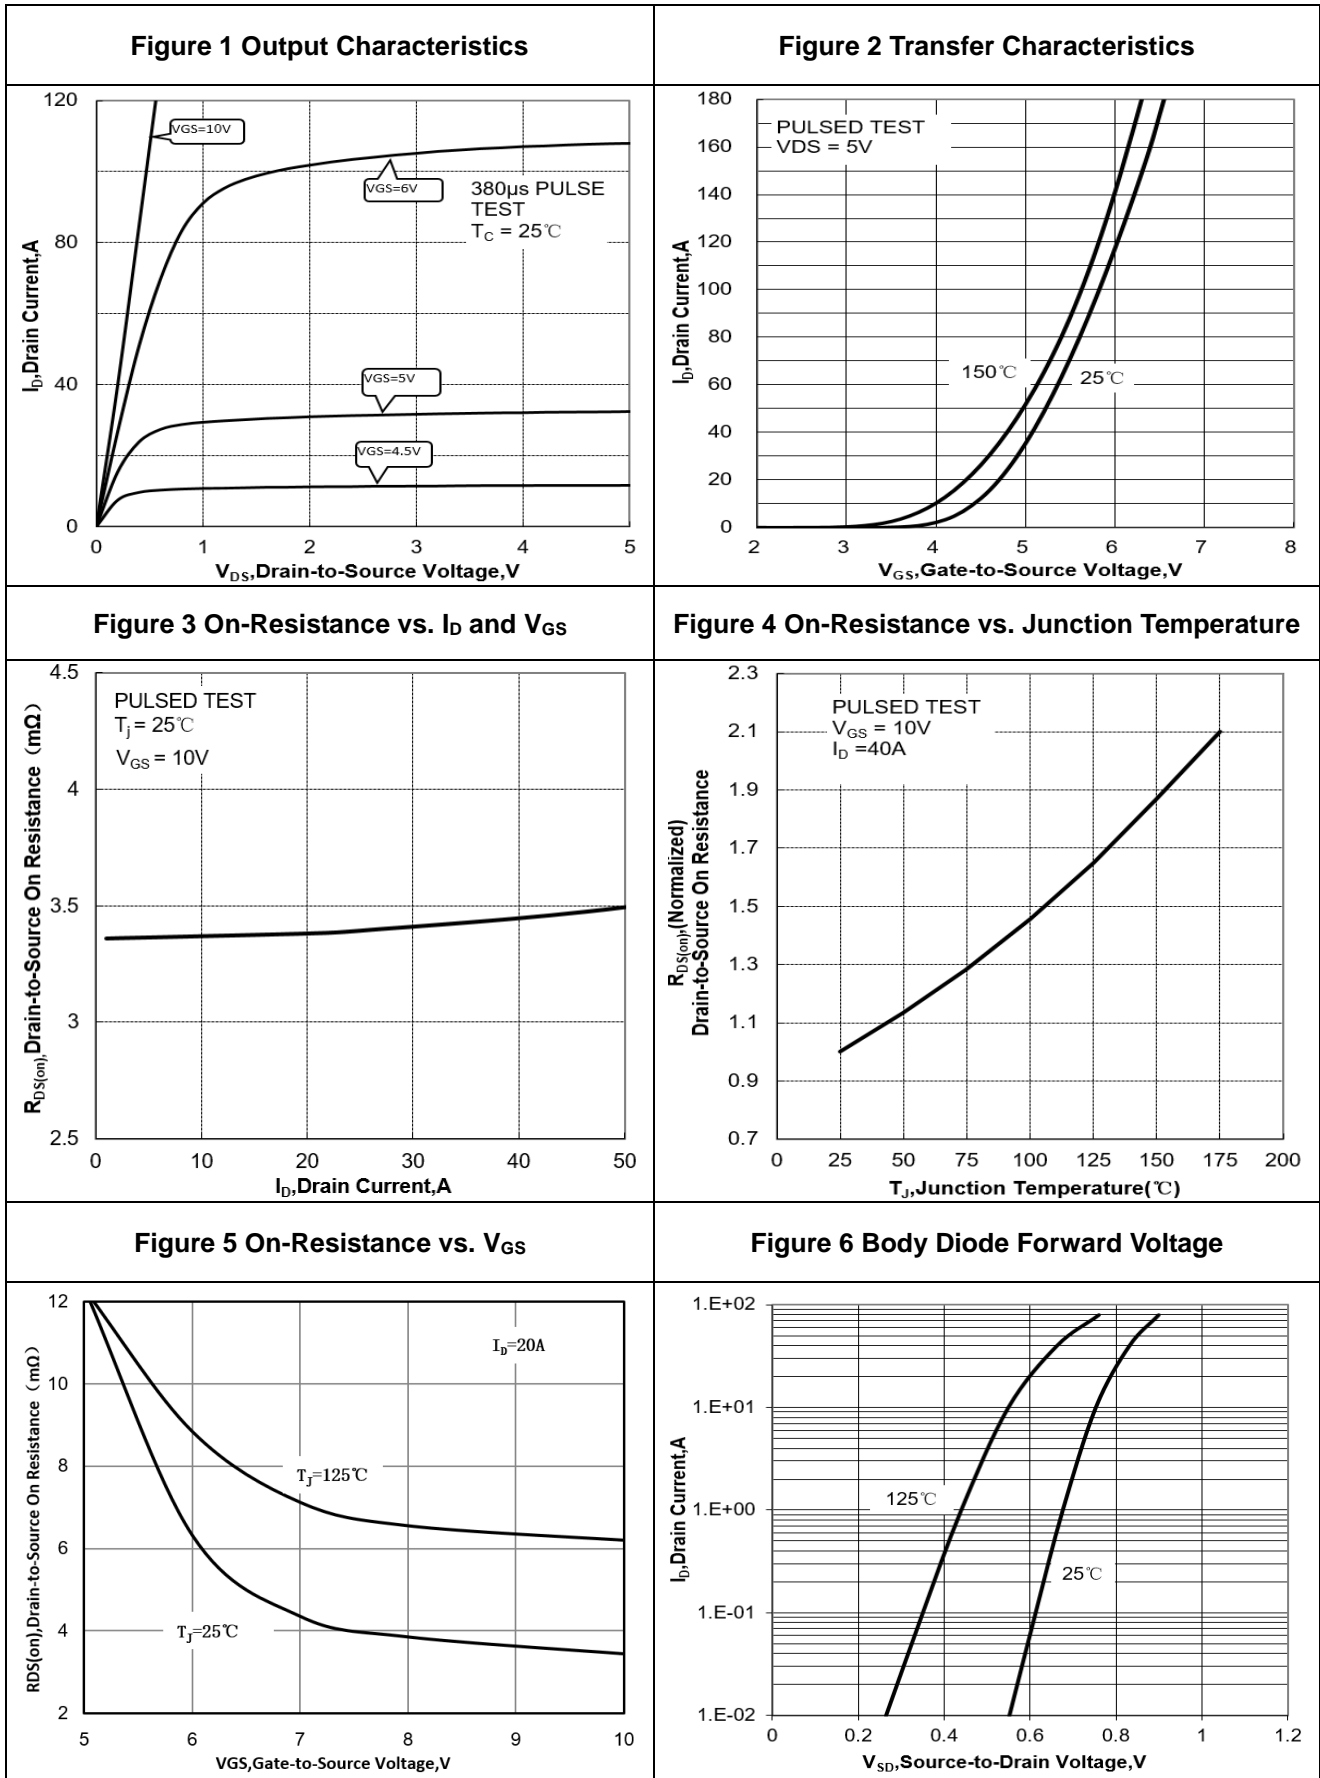 Figure 1 Output Characteristics
Figure 2 Transfer Characteristics
120
80
40
0
0 1 2 3 4 5
I_D,Drain Current,A
V_DS,Drain-to-Source Voltage,V
VGS=10V
VGS=6V
380μs PULSE
TEST
T_C = 25℃
VGS=5V
VGS=4.5V
180
160
140
120
100
80
60
40
20
0
2 3 4 5 6 7 8
I_D,Drain Current,A
V_GS,Gate-to-Source Voltage,V
PULSED TEST
VDS = 5V
150℃
25℃
Figure 3 On-Resistance vs. I_D and V_GS
Figure 4 On-Resistance vs. Junction Temperature
4.5
4
3.5
3
2.5
0 10 20 30 40 50
R_DS(on),Drain-to-Source On Resistance（mΩ）
I_D,Drain Current,A
PULSED TEST
T_j = 25℃
V_GS = 10V
2.3
2.1
1.9
1.7
1.5
1.3
1.1
0.9
0.7
0 25 50 75 100 125 150 175 200
R_DS(on),(Normalized)
Drain-to-Source On Resistance
T_J,Junction Temperature(℃)
PULSED TEST
V_GS = 10V
I_D =40A
Figure 5 On-Resistance vs. V_GS
Figure 6 Body Diode Forward Voltage
12
10
8
6
4
2
5 6 7 8 9 10
RDS(on),Drain-to-Source On Resistance（mΩ）
VGS,Gate-to-Source Voltage,V
I_D=20A
T_J=125℃
T_J=25℃
1.E+02
1.E+01
1.E+00
1.E-01
1.E-02
0 0.2 0.4 0.6 0.8 1 1.2
I_D,Drain Current,A
V_SD,Source-to-Drain Voltage,V
125℃
25℃